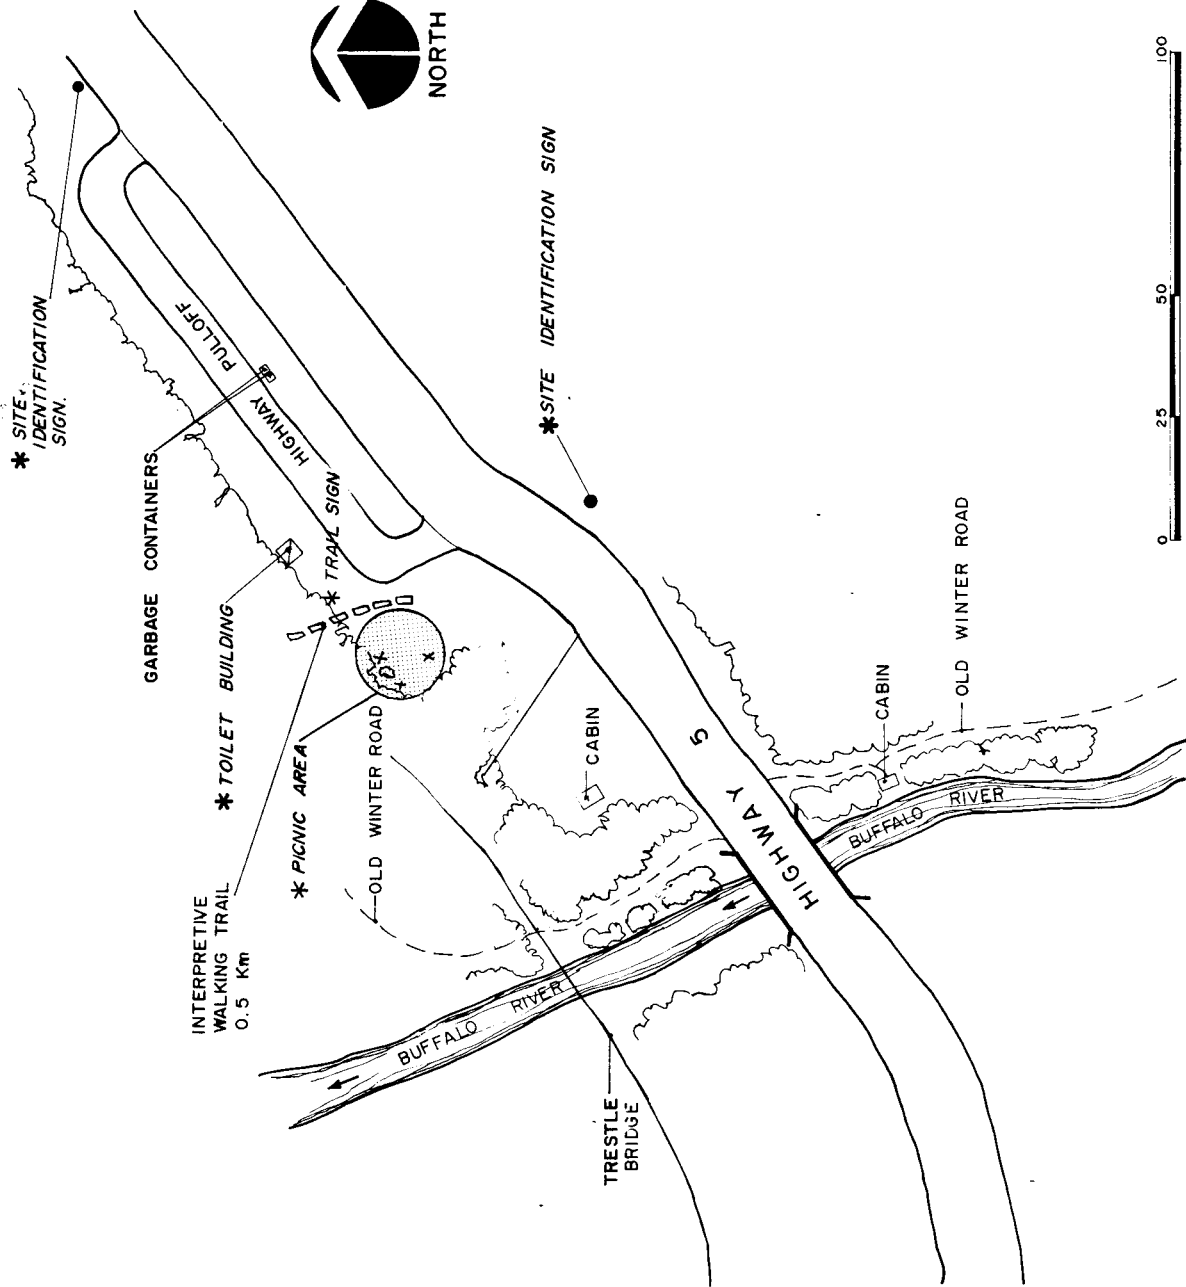 * SITE
IDENTIFICATION
SIGN.
NORTH
GARBAGE CONTAINERS
HIGHWAY PULLOFF
* SITE IDENTIFICATION SIGN
* TRAIL SIGN
* TOILET BUILDING
INTERPRETIVE
WALKING TRAIL
0.5 Km
* PICNIC AREA
OLD WINTER ROAD
CABIN
HIGHWAY 5
CABIN
OLD WINTER ROAD
BUFFALO RIVER
BUFFALO RIVER
TRESTLE
BRIDGE
0 25 50 100